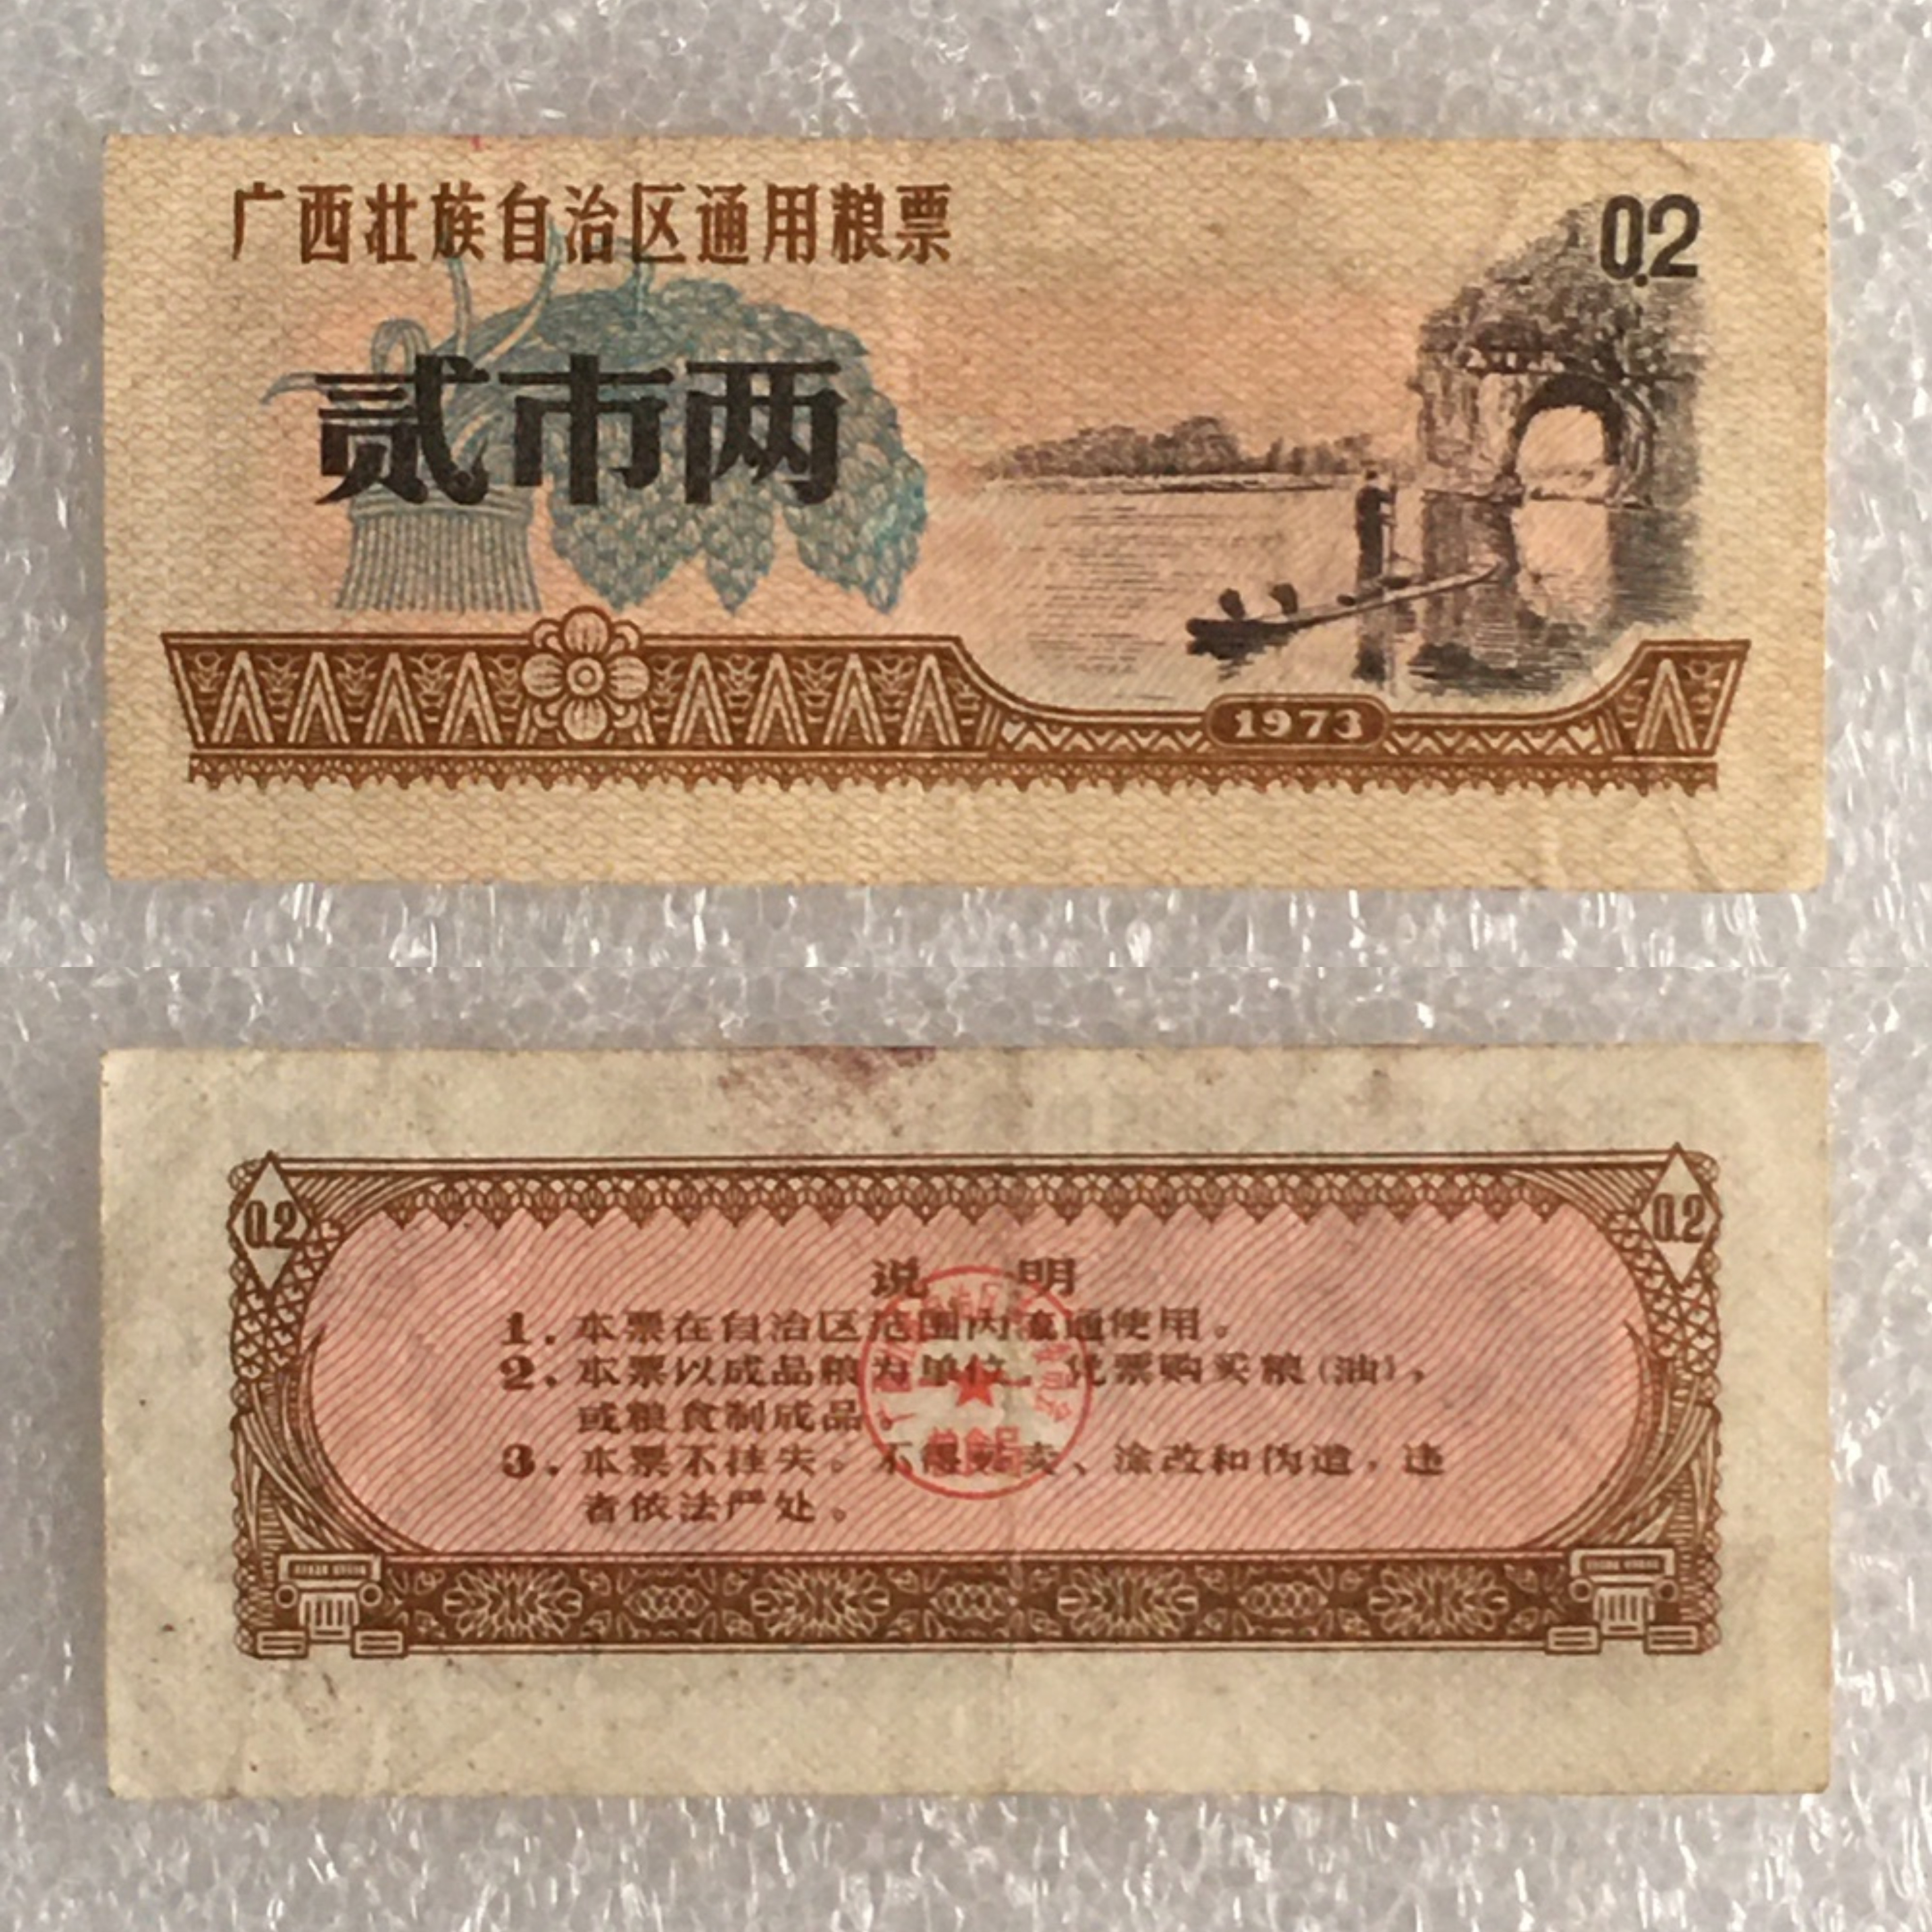 广西壮族自治区通用粮票
0.2
贰市两
1973
0.2
0.2
说 明
1.本票在自治区范围内流通使用。
2.本票以成品粮为单位。凭票购买粮(油),
或粮食制成品。
3.本票不挂失。不得买卖、涂改和伪造,违
者依法严处。